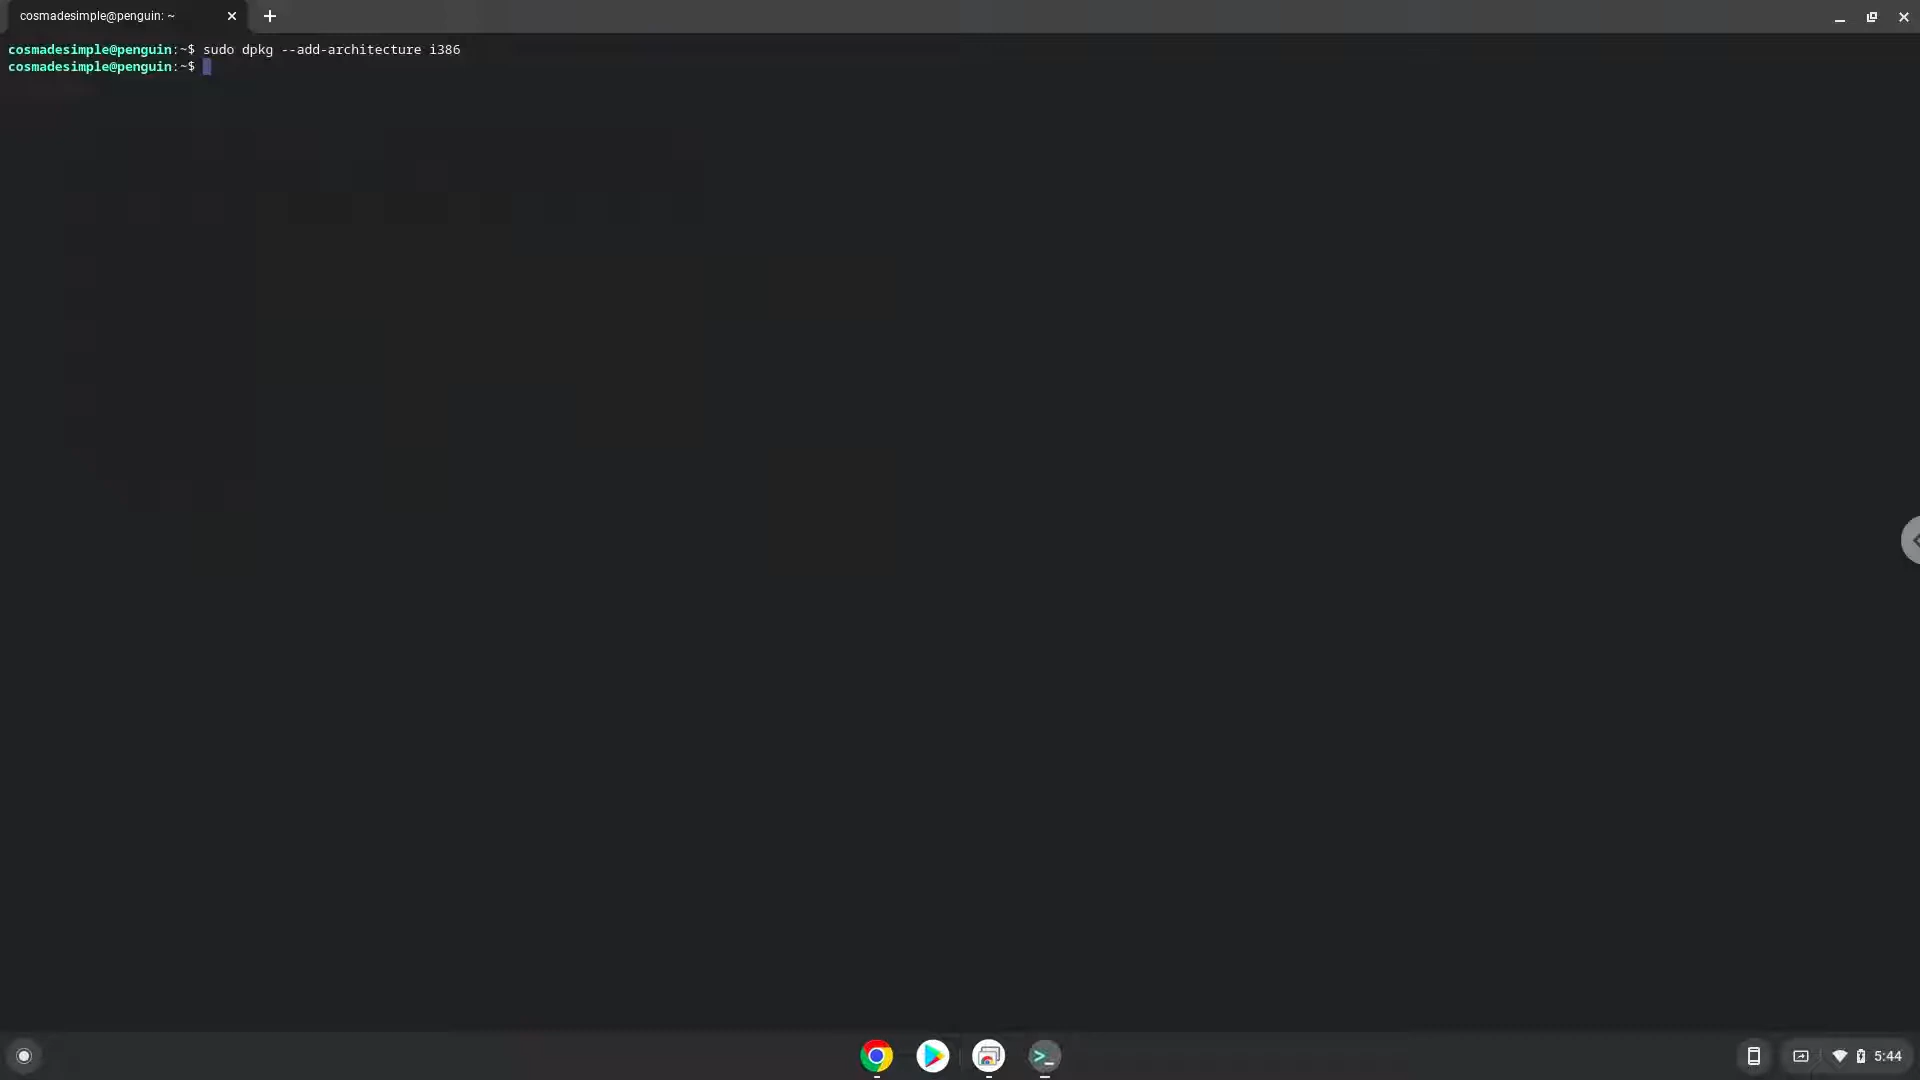 cosmadesimple@penguin: ~
cosmadesimple@penguin:~$ sudo dpkg --add-architecture i386
cosmadesimple@penguin:~$
5:44